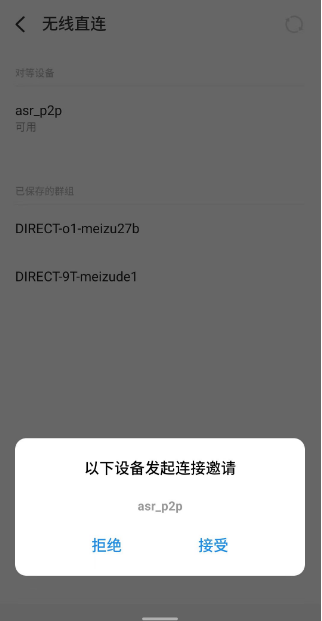 无线直连
对等设备
asr_p2p
可用
已保存的群组
DIRECT-o1-meizu27b
DIRECT-9T-meizude1
以下设备发起连接邀请
asr_p2p
拒绝 接受